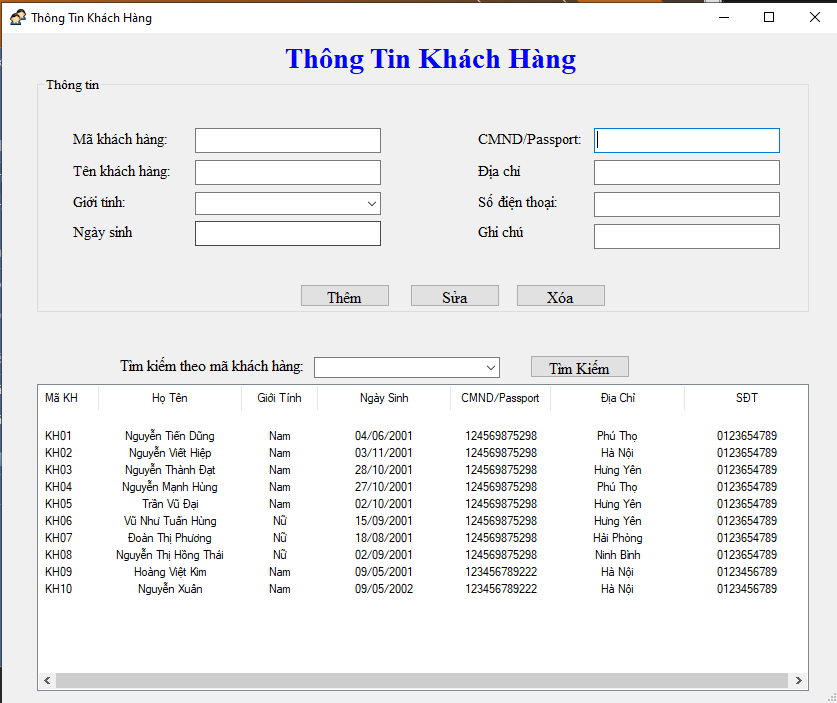 Thông Tin Khách Hàng
Thông Tin Khách Hàng
Thông tin
Mã khách hàng:
CMND/Passport:
Tên khách hàng:
Địa chỉ
Giới tính:
Số điện thoại:
Ngày sinh
Ghi chú
Thêm
Sửa
Xóa
Tìm kiếm theo mã khách hàng:
Tìm Kiếm
Mã KH Họ Tên Giới Tính Ngày Sinh CMND/Passport Địa Chỉ SĐT
KH01 Nguyễn Tiến Dũng Nam 04/06/2001 124569875298 Phú Thọ 0123654789
KH02 Nguyễn Viết Hiệp Nam 03/11/2001 124569875298 Hà Nội 0123654789
KH03 Nguyễn Thành Đạt Nam 28/10/2001 124569875298 Hưng Yên 0123654789
KH04 Nguyễn Mạnh Hùng Nam 27/10/2001 124569875298 Phú Thọ 0123654789
KH05 Trần Vũ Đại Nam 02/10/2001 124569875298 Hưng Yên 0123654789
KH06 Vũ Như Tuấn Hùng Nữ 15/09/2001 124569875298 Hưng Yên 0123654789
KH07 Đoàn Thị Phương Nữ 18/08/2001 124569875298 Hải Phòng 0123654789
KH08 Nguyễn Thị Hồng Thái Nữ 02/09/2001 124569875298 Ninh Bình 0123654789
KH09 Hoàng Việt Kim Nam 09/05/2001 123456789222 Hà Nội 0123456789
KH10 Nguyễn Xuân Nam 09/05/2002 123456789222 Hà Nội 0123456789